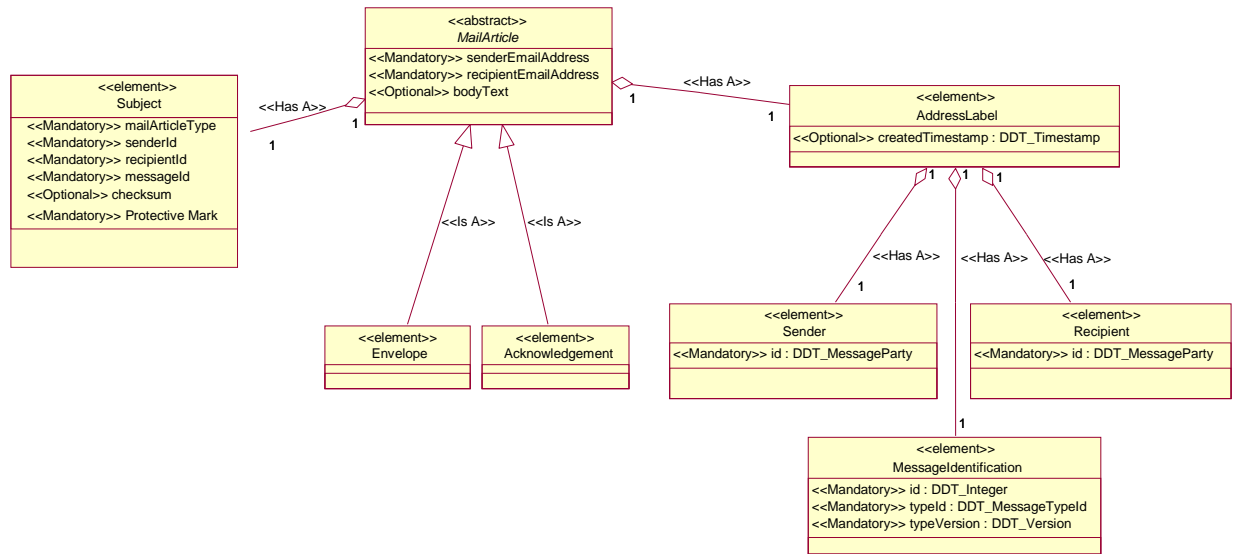 <<abstract>>
MailArticle
<<Mandatory>> senderEmailAddress
<<Mandatory>> recipientEmailAddress
<<Optional>> bodyText
<<element>>
Subject
<<Mandatory>> mailArticleType
<<Mandatory>> senderId
<<Mandatory>> recipientId
<<Mandatory>> messageId
<<Optional>> checksum
<<Mandatory>> Protective Mark
<<Has A>>
1
1
<<Has A>>
1
1
<<element>>
AddressLabel
<<Optional>> createdTimestamp : DDT_Timestamp
<<Is A>>
<<Is A>>
1
1
1
<<Has A>>
<<Has A>>
<<Has A>>
1
1
<<element>>
Envelope
<<element>>
Acknowledgement
<<element>>
Sender
<<Mandatory>> id : DDT_MessageParty
<<element>>
Recipient
<<Mandatory>> id : DDT_MessageParty
1
<<element>>
MessageIdentification
<<Mandatory>> id : DDT_Integer
<<Mandatory>> typeId : DDT_MessageTypeId
<<Mandatory>> typeVersion : DDT_Version